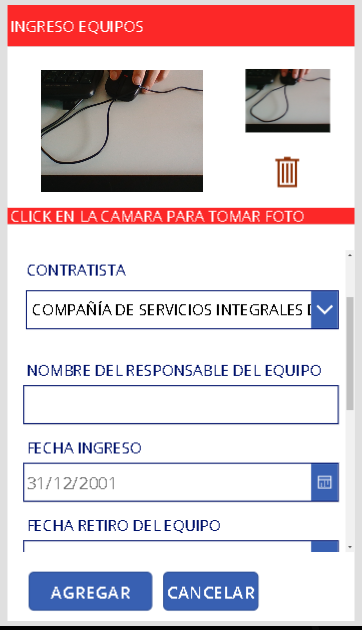 INGRESO EQUIPOS
CLICK EN LA CAMARA PARA TOMAR FOTO
CONTRATISTA
COMPAÑÍA DE SERVICIOS INTEGRALES D
NOMBRE DEL RESPONSABLE DEL EQUIPO
FECHA INGRESO
31/12/2001
FECHA RETIRO DEL EQUIPO
AGREGAR CANCELAR